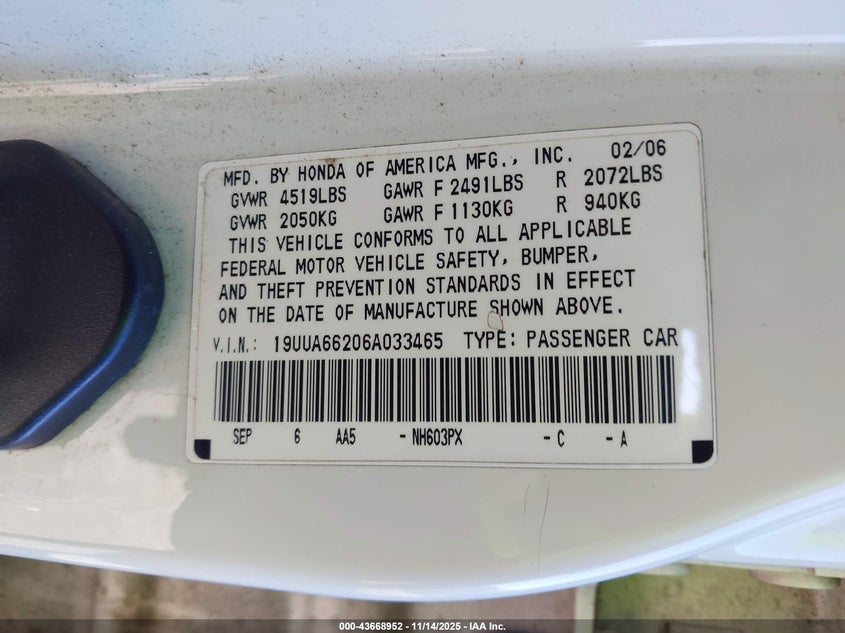 MFD. BY HONDA OF AMERICA MFG., INC. 02/06
GVWR 4519LBS GAWR F 2491LBS R 2072LBS
GVWR 2050KG GAWR F 1130KG R 940KG
THIS VEHICLE CONFORMS TO ALL APPLICABLE
FEDERAL MOTOR VEHICLE SAFETY, BUMPER,
AND THEFT PREVENTION STANDARDS IN EFFECT
ON THE DATE OF MANUFACTURE SHOWN ABOVE.
V.I.N.: 19UUA66206A033465 TYPE: PASSENGER CAR
SEP 6 AA5 - NH603PX - C - A
000-43668952 - 11/14/2025 - IAA Inc.